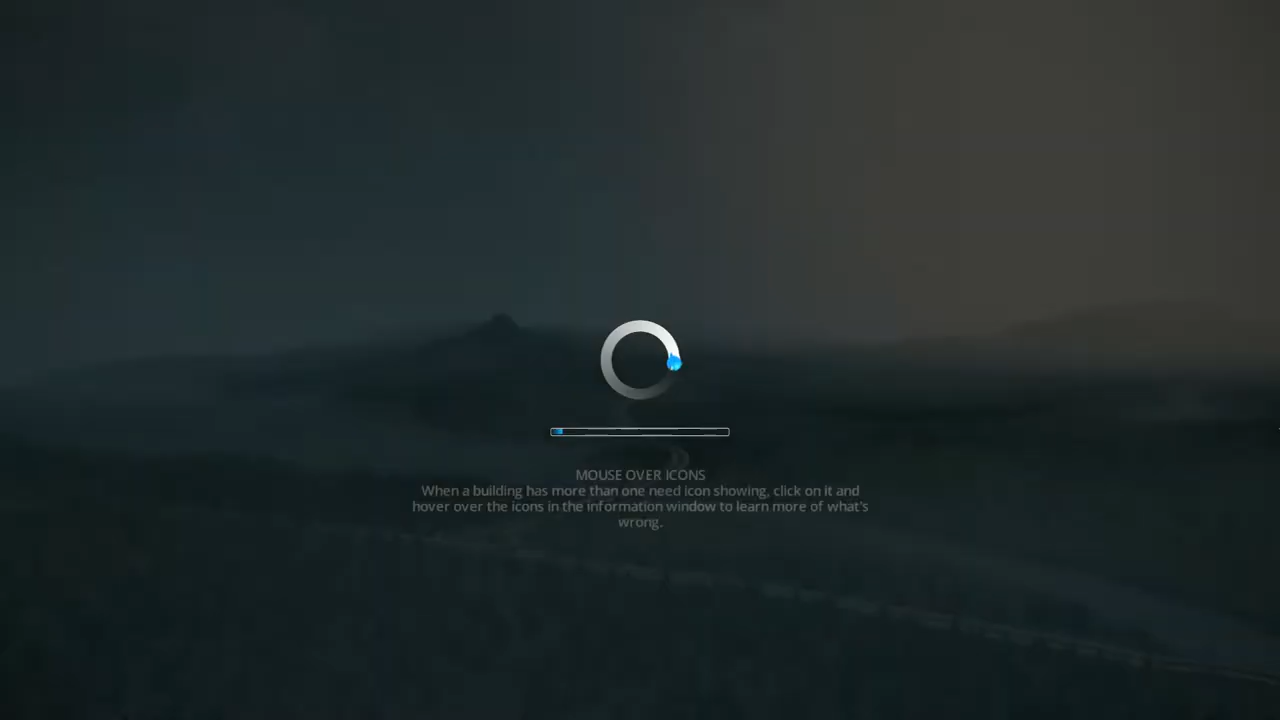 MOUSE OVER ICONS
When a building has more than one need icon showing, click on it and
hover over the icons in the information window to learn more of what's
wrong.